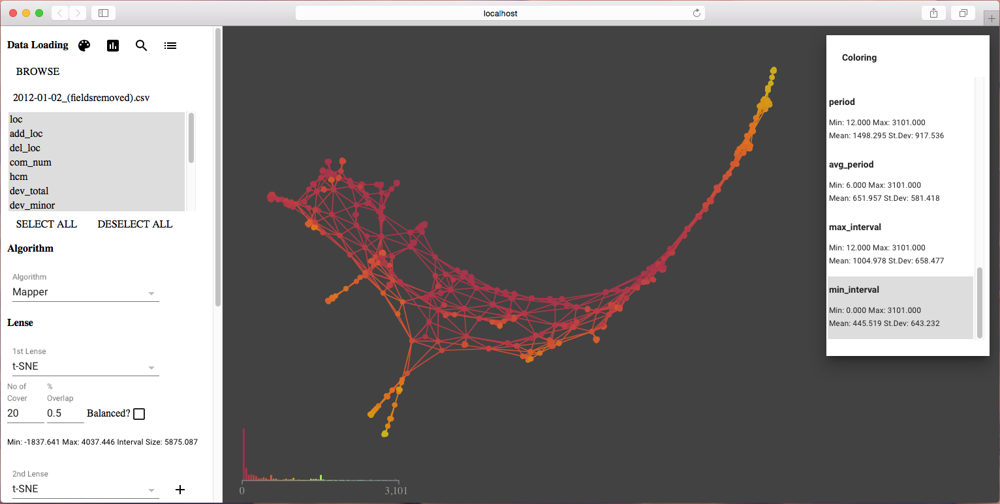 localhost
Data Loading
BROWSE
2012-01-02_(fieldsremoved).csv
loc
add_loc
del_loc
com_num
hcm
dev_total
dev_minor
SELECT ALL DESELECT ALL
Algorithm
Algorithm
Mapper
Lense
1st Lense
t-SNE
No of Cover
% Overlap
20
0.5
Balanced?
Min: -1837.641 Max: 4037.446 Interval Size: 5875.087
2nd Lense
t-SNE
0
3,101
Coloring
period
Min: 12.000 Max: 3101.000
Mean: 1498.295 St.Dev: 917.536
avg_period
Min: 6.000 Max: 3101.000
Mean: 651.957 St.Dev: 581.418
max_interval
Min: 12.000 Max: 3101.000
Mean: 1004.978 St.Dev: 658.477
min_interval
Min: 0.000 Max: 3101.000
Mean: 445.519 St.Dev: 643.232